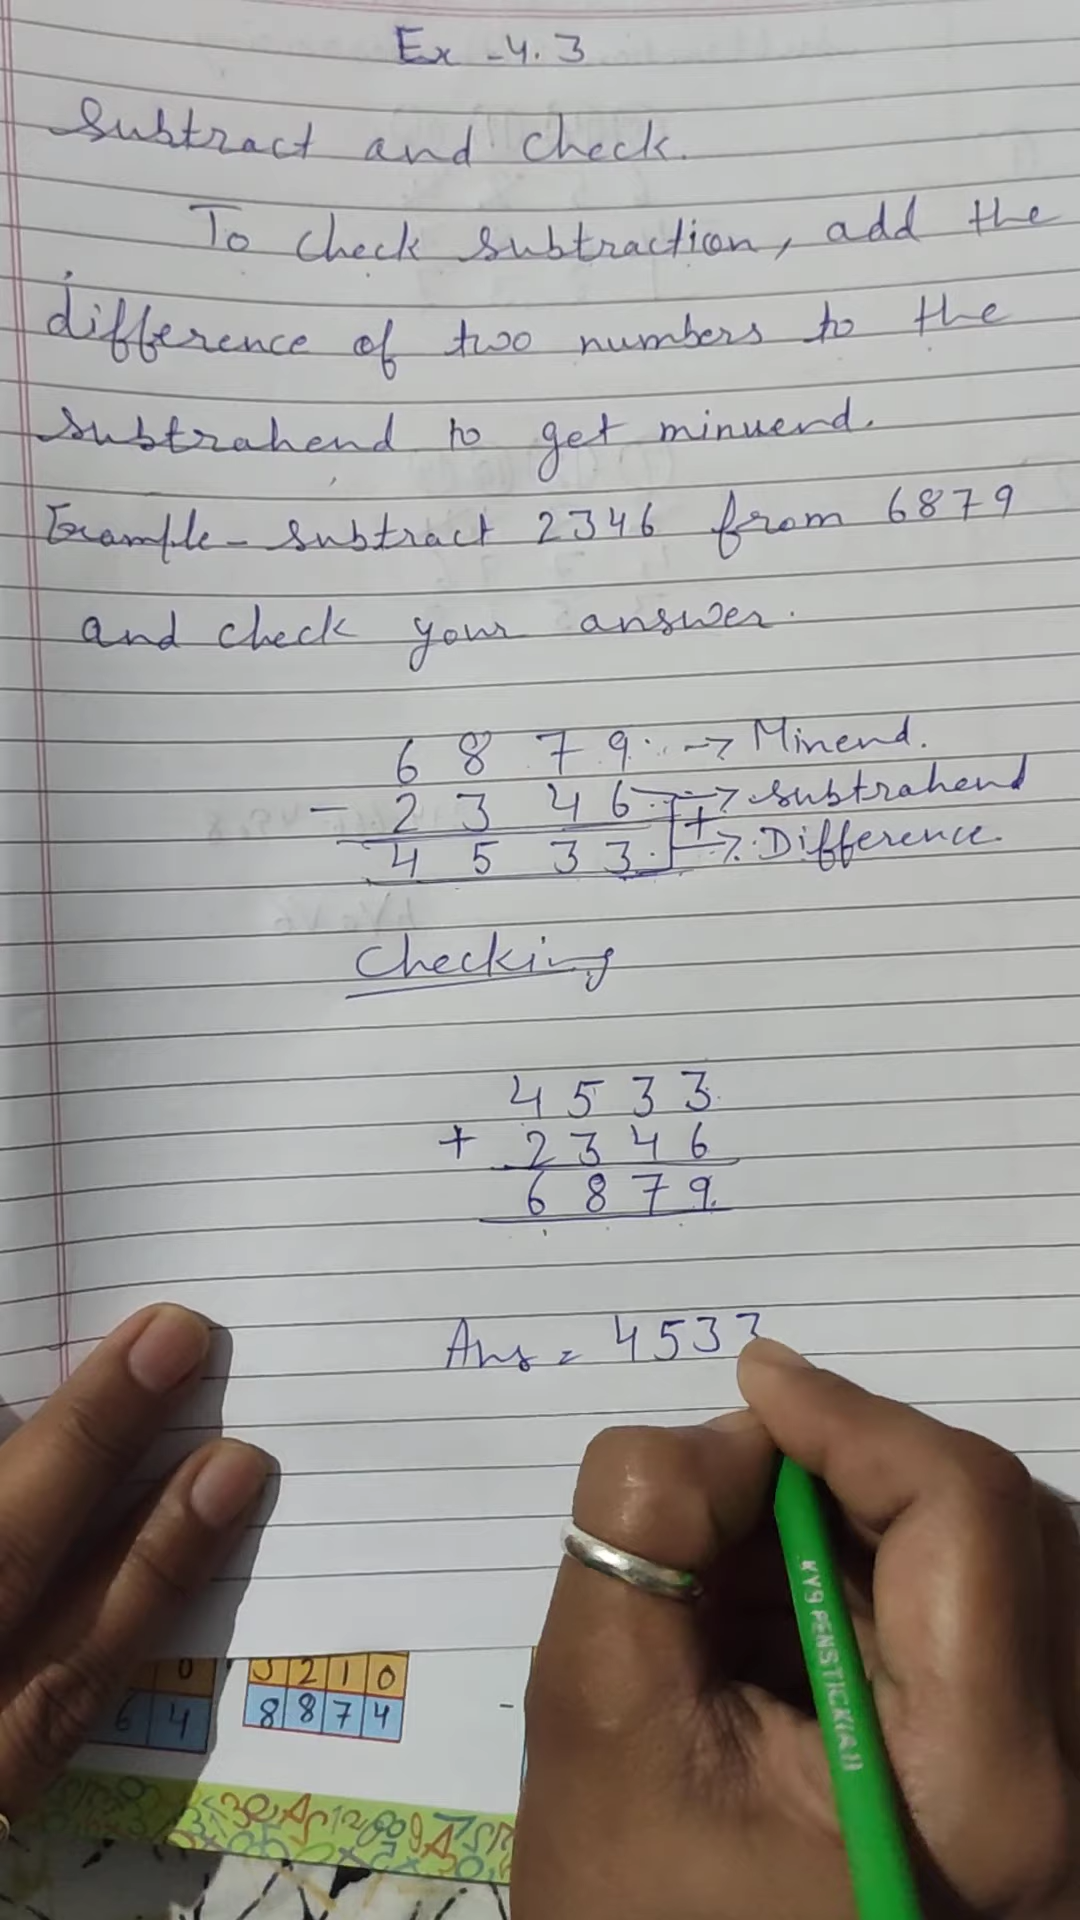 Ex - 4.3
Subtract and check.
To check subtraction, add the
difference of two numbers to the
subtrahend to get minuend.
Example - subtract 2346 from 6879
and check your answer.
6 8 7 9 → Minend.
- 2 3 4 6 → subtrahend
+
4 5 3 3 → Difference
Checking
4 5 3 3
+ 2 3 4 6
6 8 7 9
Ans = 4533
0 3 2 1 0
6 4 8 8 7 4 -
KV9 PENSTICK